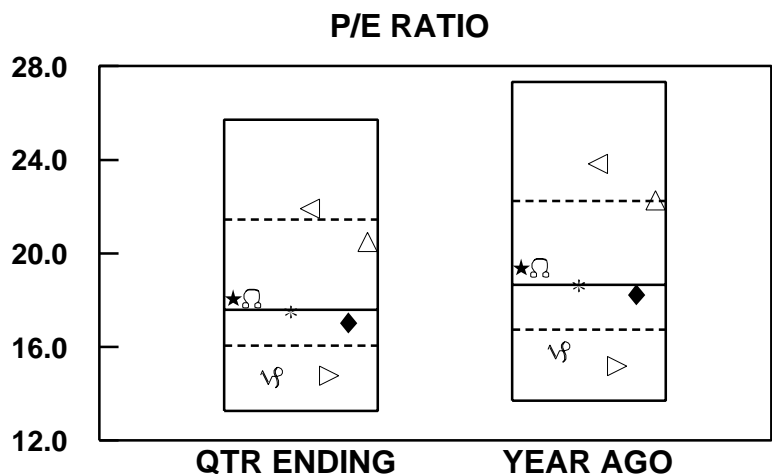 P/E RATIO
28.0
24.0
20.0
16.0
12.0
QTR ENDING
YEAR AGO